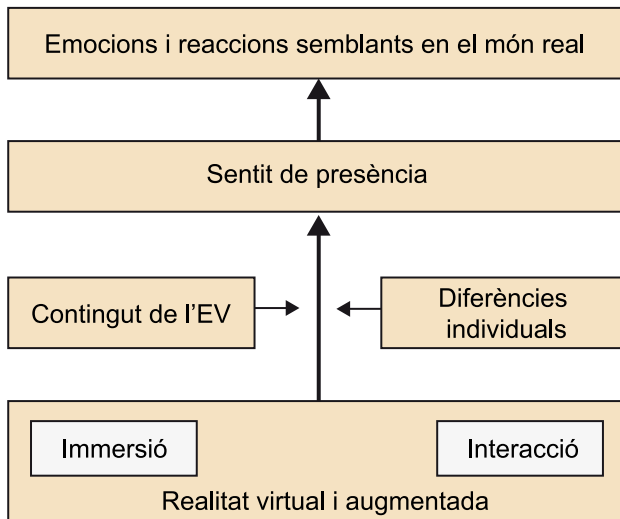 Emocions i reaccions semblants en el món real
Sentit de presència
Contingut de l’EV
Diferències
individuals
Immersió
Interacció
Realitat virtual i augmentada